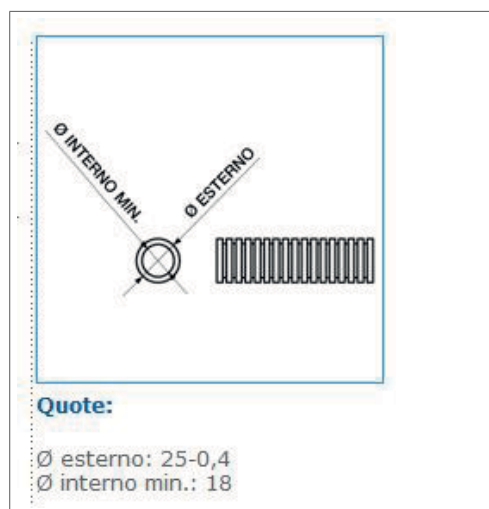 Ø INTERNO MIN.
Ø ESTERNO
Quote:
Ø esterno: 25-0,4
Ø interno min.: 18